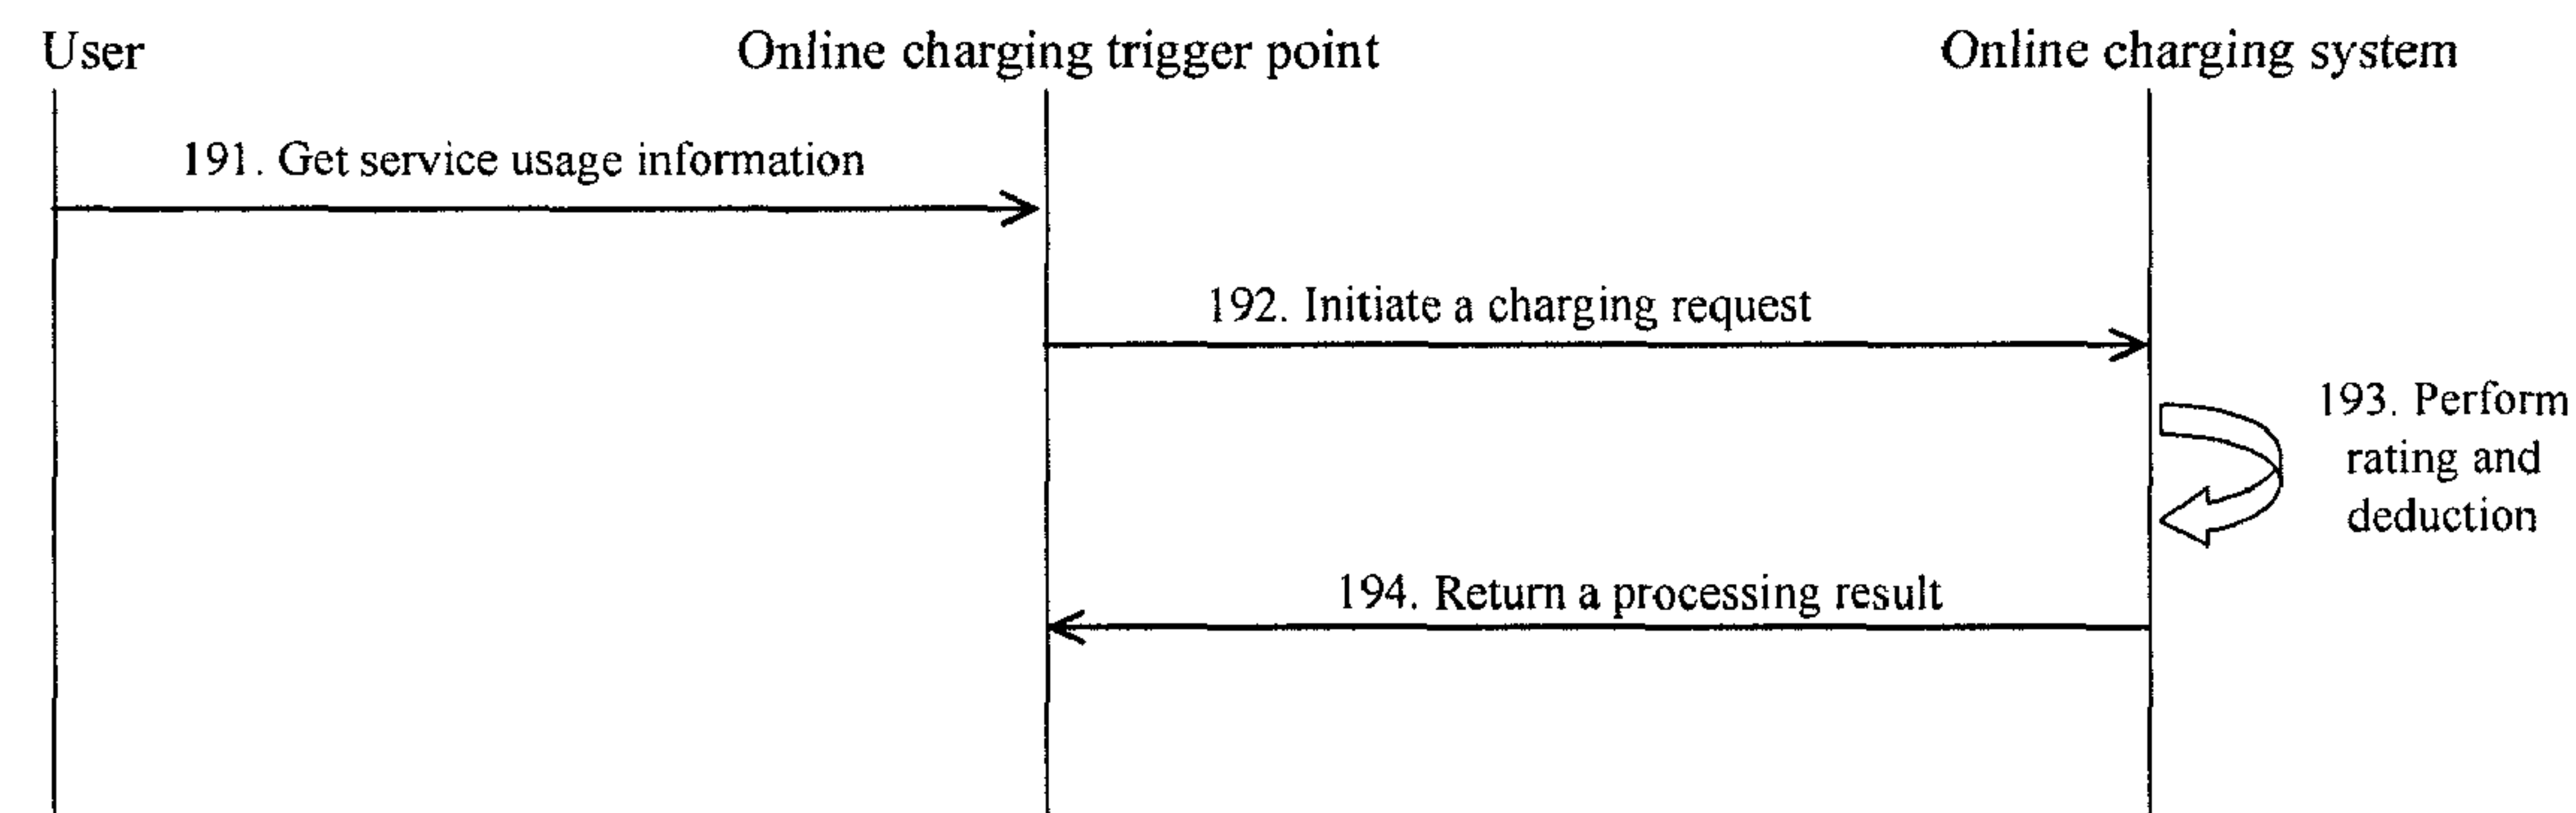 User
Online charging trigger point
Online charging system
191. Get service usage information
192. Initiate a charging request
193. Perform
rating and
deduction
194. Return a processing result